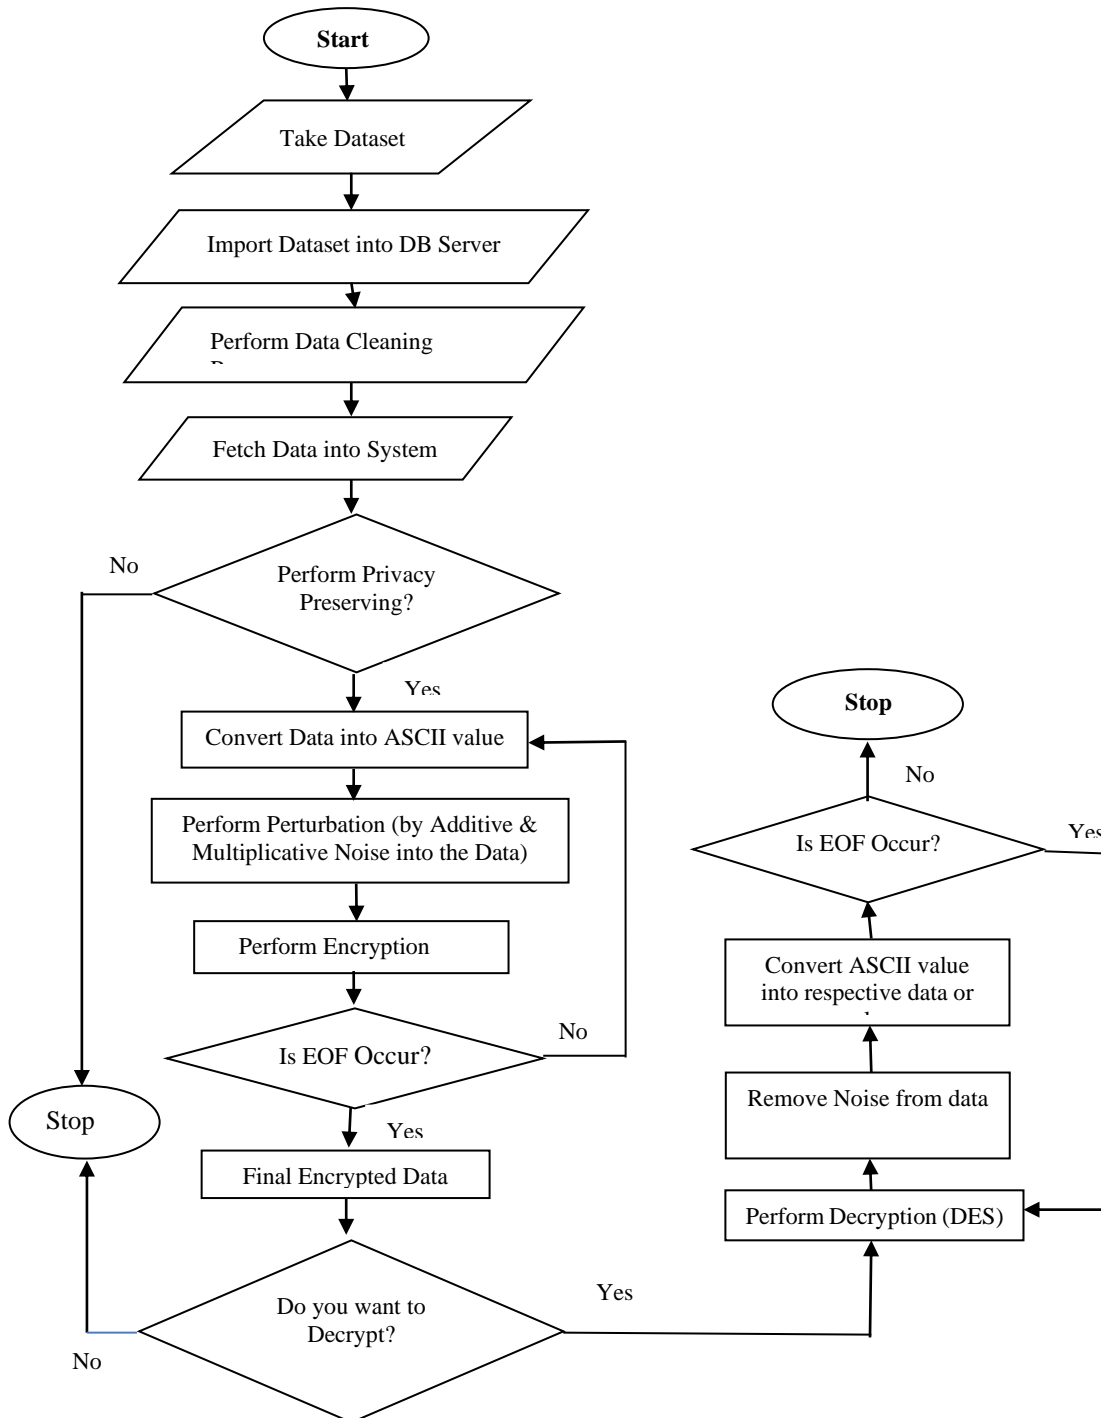 Start
Take Dataset
Import Dataset into DB Server
Perform Data Cleaning
Fetch Data into System
Perform Privacy
Preserving?
No
Yes
Convert Data into ASCII value
Perform Perturbation (by Additive &
Multiplicative Noise into the Data)
Perform Encryption
Is EOF Occur?
No
Yes
Stop
Final Encrypted Data
Do you want to
Decrypt?
No
Yes
Perform Decryption (DES)
Remove Noise from data
Convert ASCII value
into respective data or
Is EOF Occur?
Yes
No
Stop